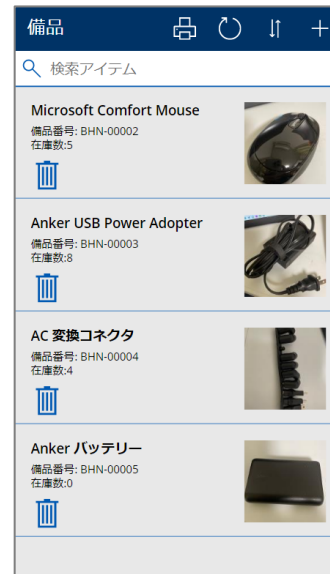 備品
検索アイテム
Microsoft Comfort Mouse
備品番号: BHN-00002
在庫数:5
Anker USB Power Adopter
備品番号: BHN-00003
在庫数:8
AC 変換コネクタ
備品番号: BHN-00004
在庫数:4
Anker バッテリー
備品番号: BHN-00005
在庫数:0